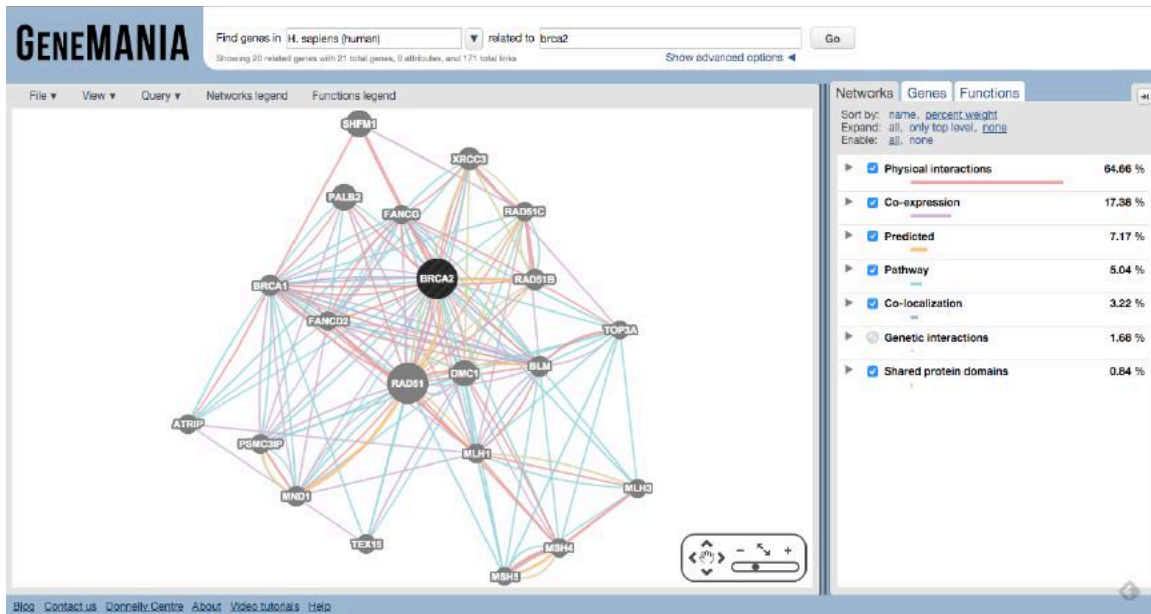 GENEMANIA
Find genes in H. sapiens (human) ▼ related to brca2 Go
Showing 20 related genes with 21 total genes, 0 attributes, and 171 total links
Show advanced options ◀
File ▾ View ▾ Query ▾ Networks legend Functions legend
SHFM1
XRCC3
PALB2
FANCG
RAD51C
BRCA2
RAD51B
BRCA1
FANCD2
TOP3A
BLM
DMC1
RAD51
ATRIP
PSMC3IP
MLH1
MLH3
MND1
TEX15
MSH4
MSH5
Networks Genes Functions
Sort by: name, percent weight
Expand: all, only top level, none
Enable: all, none
Physical interactions 64.66 %
Co-expression 17.38 %
Predicted 7.17 %
Pathway 5.04 %
Co-localization 3.22 %
Genetic interactions 1.68 %
Shared protein domains 0.84 %
Blog Contact us Donnelly Centre About Video tutorials Help